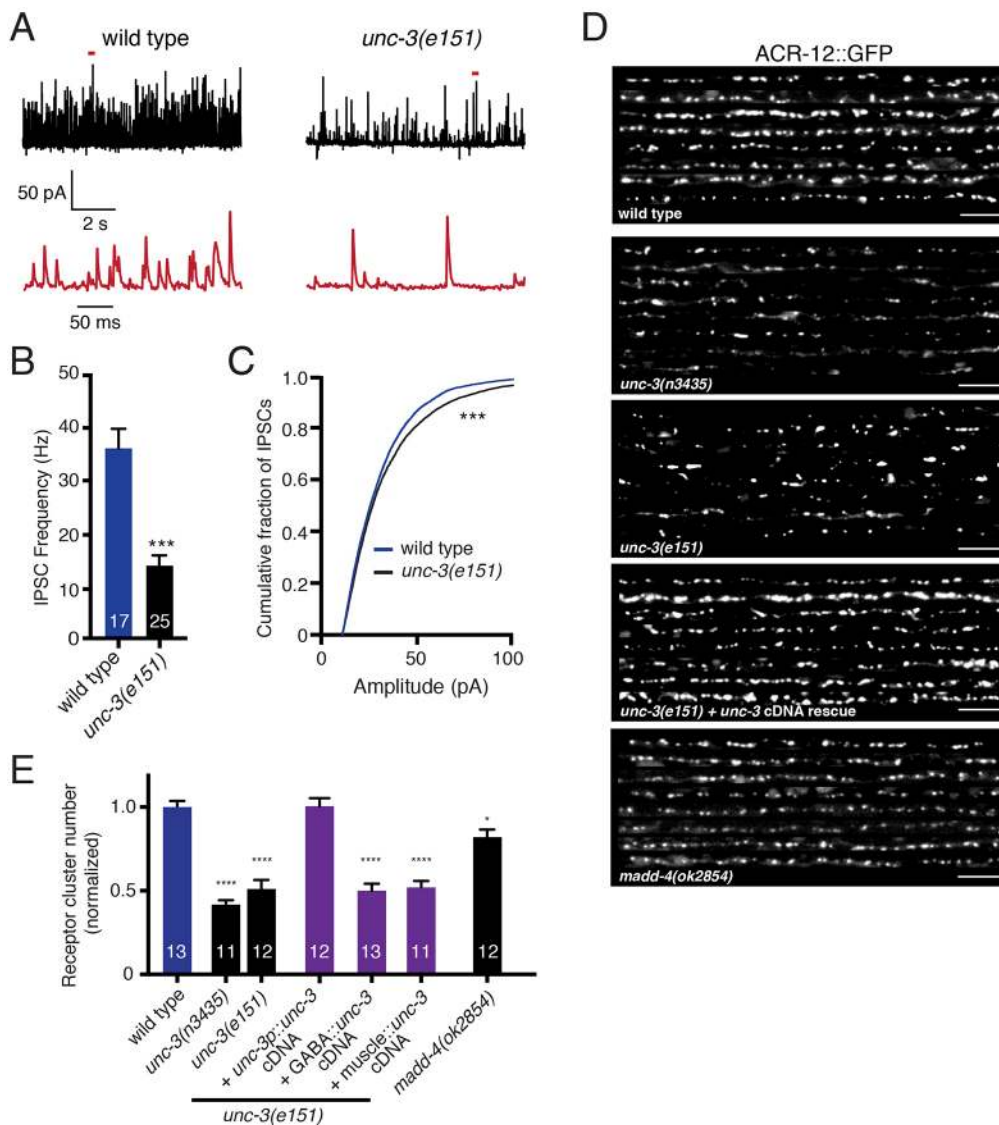 A
wild type
unc-3(e151)
50 pA
2 s
50 ms
B
IPSC Frequency (Hz)
50
40
30
20
10
0
***
17
25
wild type
unc-3(e151)
C
Cumulative fraction of IPSCs
1.0
0.8
0.6
0.4
0.2
0
***
wild type
unc-3(e151)
0
50
100
Amplitude (pA)
D
ACR-12::GFP
wild type
unc-3(n3435)
unc-3(e151)
unc-3(e151) + unc-3 cDNA rescue
madd-4(ok2854)
E
Receptor cluster number
(normalized)
1.0
0.5
0
****
****
****
****
*
13
11
12
12
13
11
12
wild type
unc-3(n3435)
unc-3(e151)
+ unc-3p::unc-3
cDNA
+ GABA::unc-3
cDNA
+ muscle::unc-3
cDNA
madd-4(ok2854)
unc-3(e151)